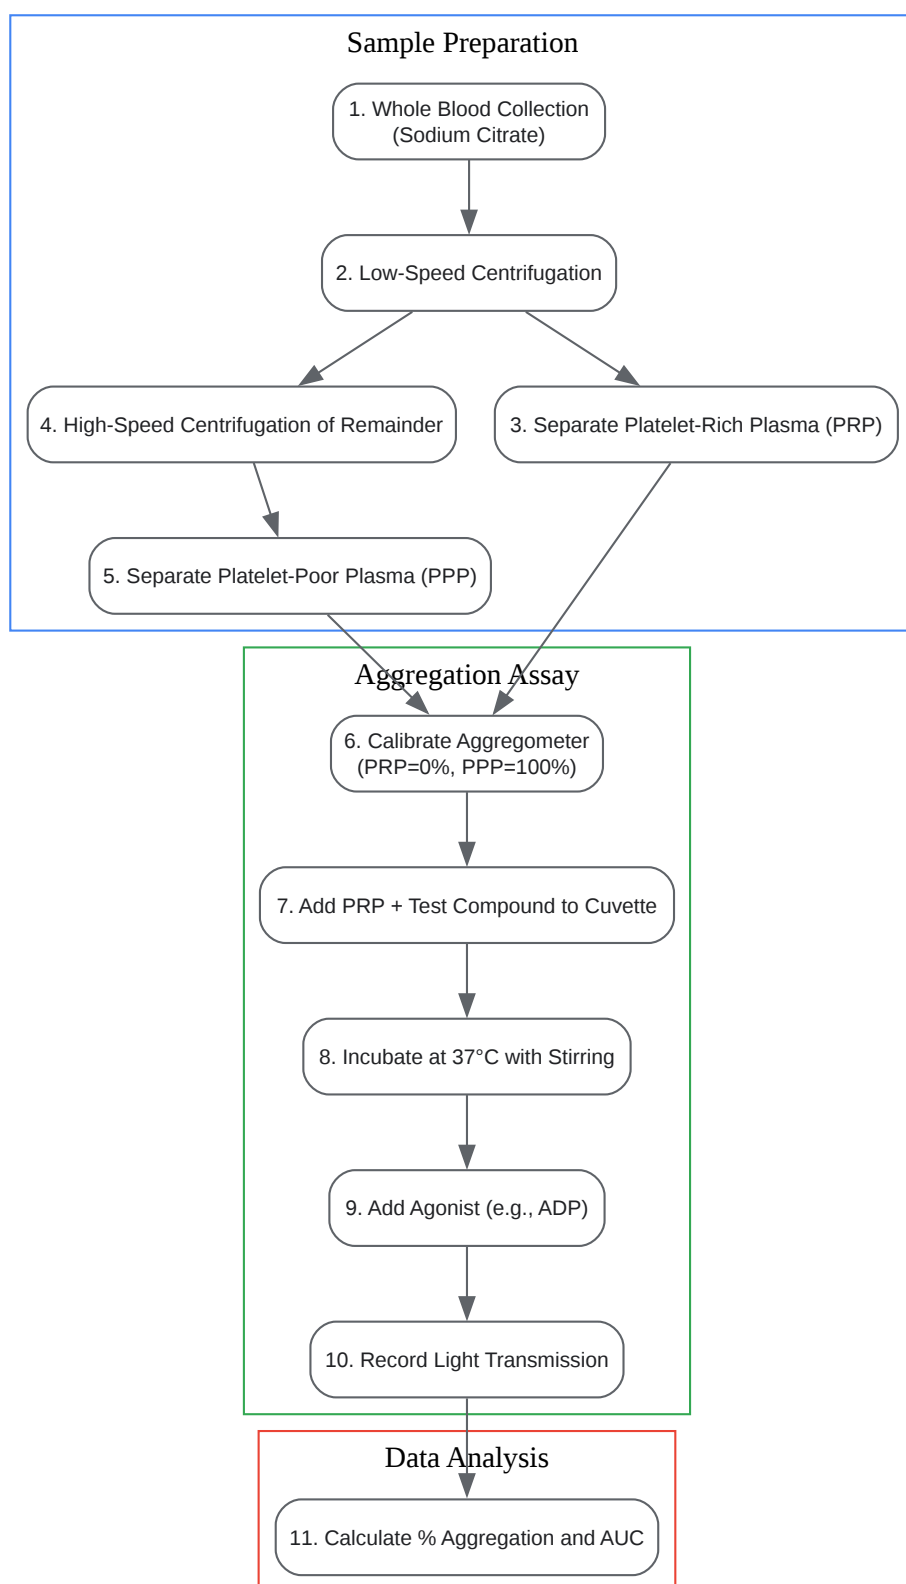 Sample Preparation
1. Whole Blood Collection
(Sodium Citrate)
2. Low-Speed Centrifugation
4. High-Speed Centrifugation of Remainder
3. Separate Platelet-Rich Plasma (PRP)
5. Separate Platelet-Poor Plasma (PPP)
Aggregation Assay
6. Calibrate Aggregometer
(PRP=0%, PPP=100%)
7. Add PRP + Test Compound to Cuvette
8. Incubate at 37°C with Stirring
9. Add Agonist (e.g., ADP)
10. Record Light Transmission
Data Analysis
11. Calculate % Aggregation and AUC